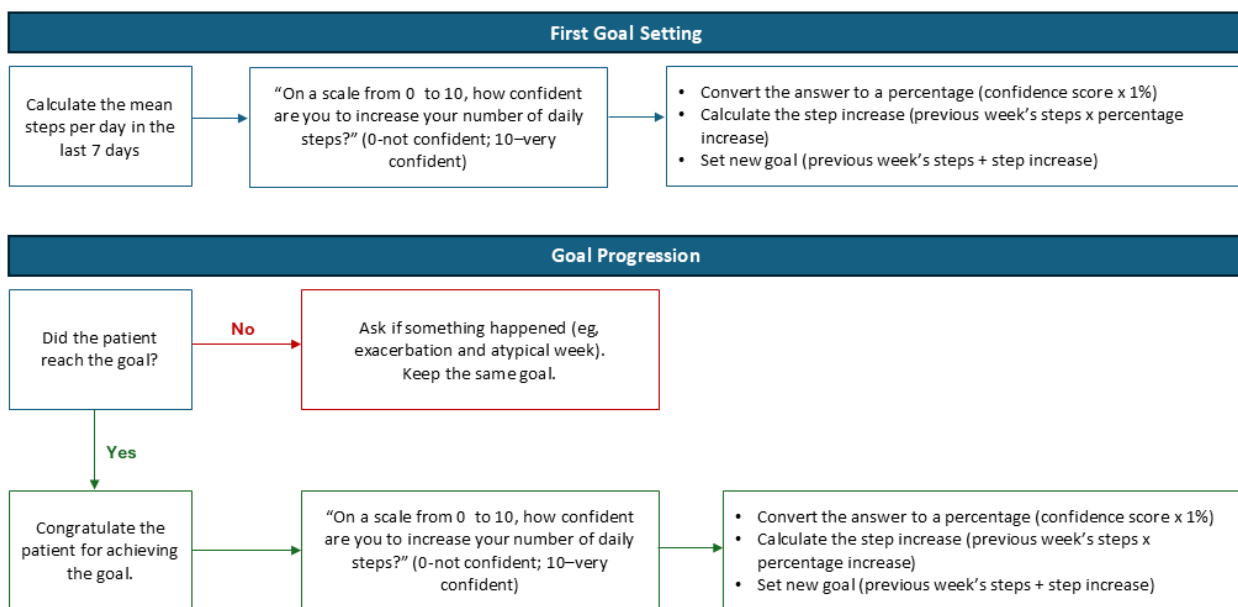 First Goal Setting
Calculate the mean
steps per day in the
last 7 days
“On a scale from 0 to 10, how confident
are you to increase your number of daily
steps?” (0-not confident; 10–very
confident)
• Convert the answer to a percentage (confidence score x 1%)
• Calculate the step increase (previous week’s steps x percentage
increase)
• Set new goal (previous week’s steps + step increase)
Goal Progression
Did the patient
reach the goal?
No
Ask if something happened (eg,
exacerbation and atypical week).
Keep the same goal.
Yes
Congratulate the
patient for achieving
the goal.
“On a scale from 0 to 10, how confident
are you to increase your number of daily
steps?” (0-not confident; 10–very
confident)
• Convert the answer to a percentage (confidence score x 1%)
• Calculate the step increase (previous week’s steps x
percentage increase)
• Set new goal (previous week’s steps + step increase)